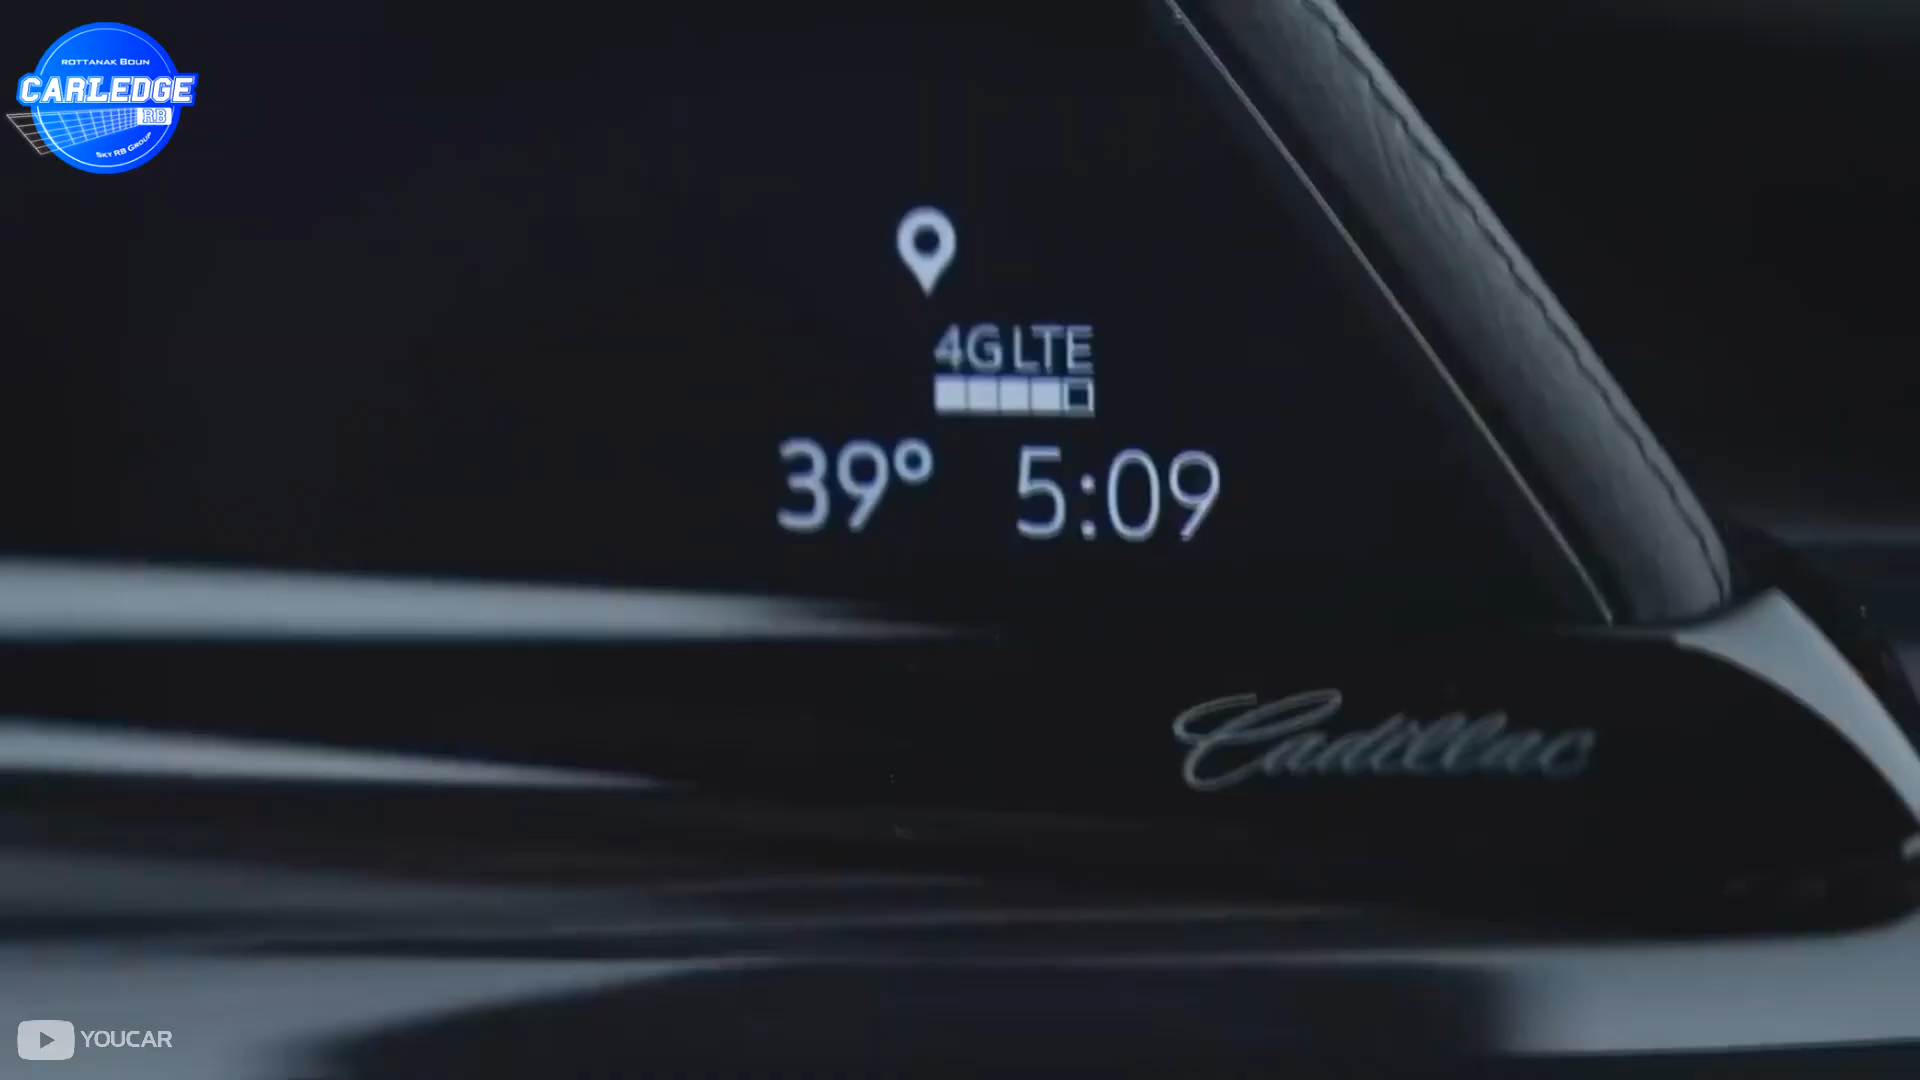 ROTTANAK BOUN
CARLEDGE
RB
SKY RB GROUP
4G LTE
39° 5:09
Cadillac
YOUCAR